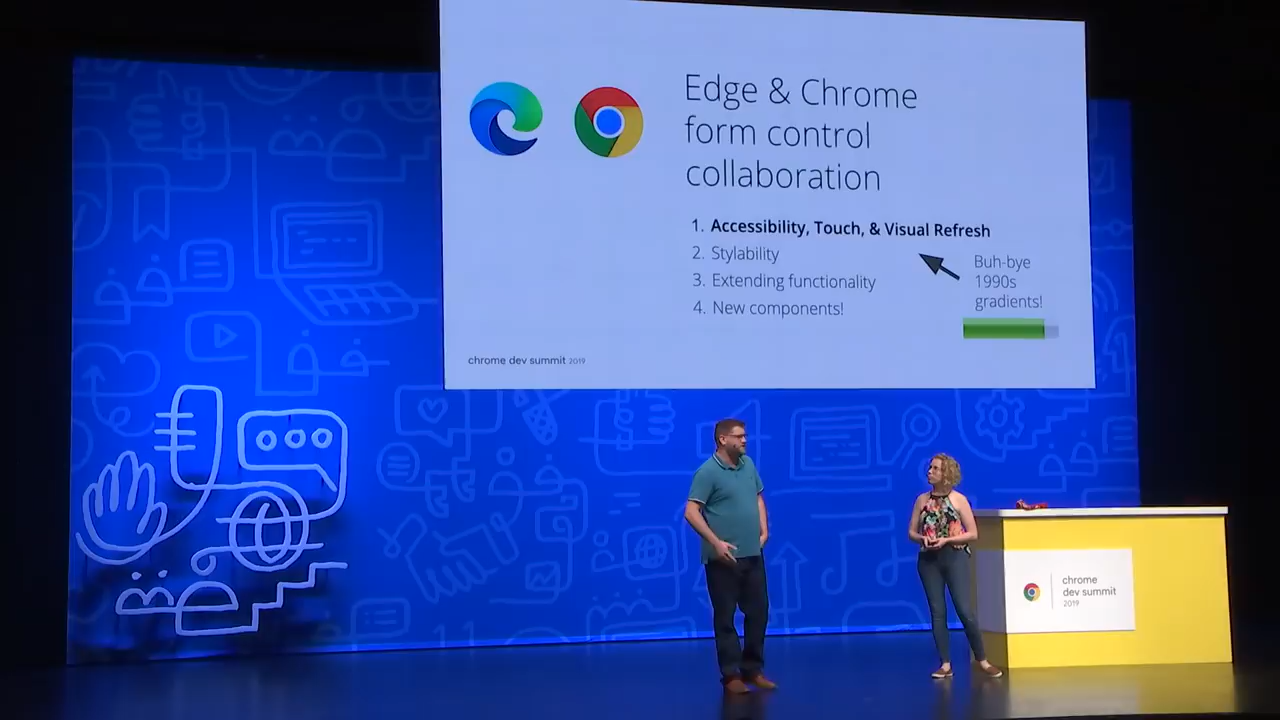 Edge & Chrome
form control
collaboration
1. Accessibility, Touch, & Visual Refresh
2. Stylability
3. Extending functionality
4. New components!
Buh-bye
1990s
gradients!
chrome dev summit 2019
chrome
dev summit
2019